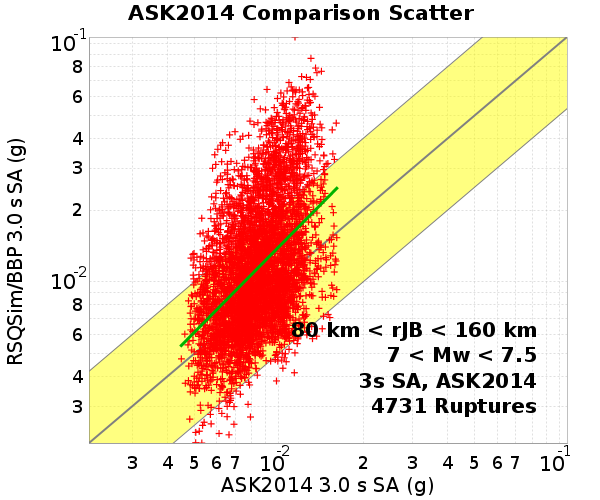 ASK2014 Comparison Scatter
10-1
8
6
4
3
2
10-2
8
6
4
3
RSQSim/BBP 3.0 s SA (g)
80 km < rJB < 160 km
7 < Mw < 7.5
3s SA, ASK2014
4731 Ruptures
3 4 5 6 7 10-2 2 3 4 5 6 7 10-1
ASK2014 3.0 s SA (g)